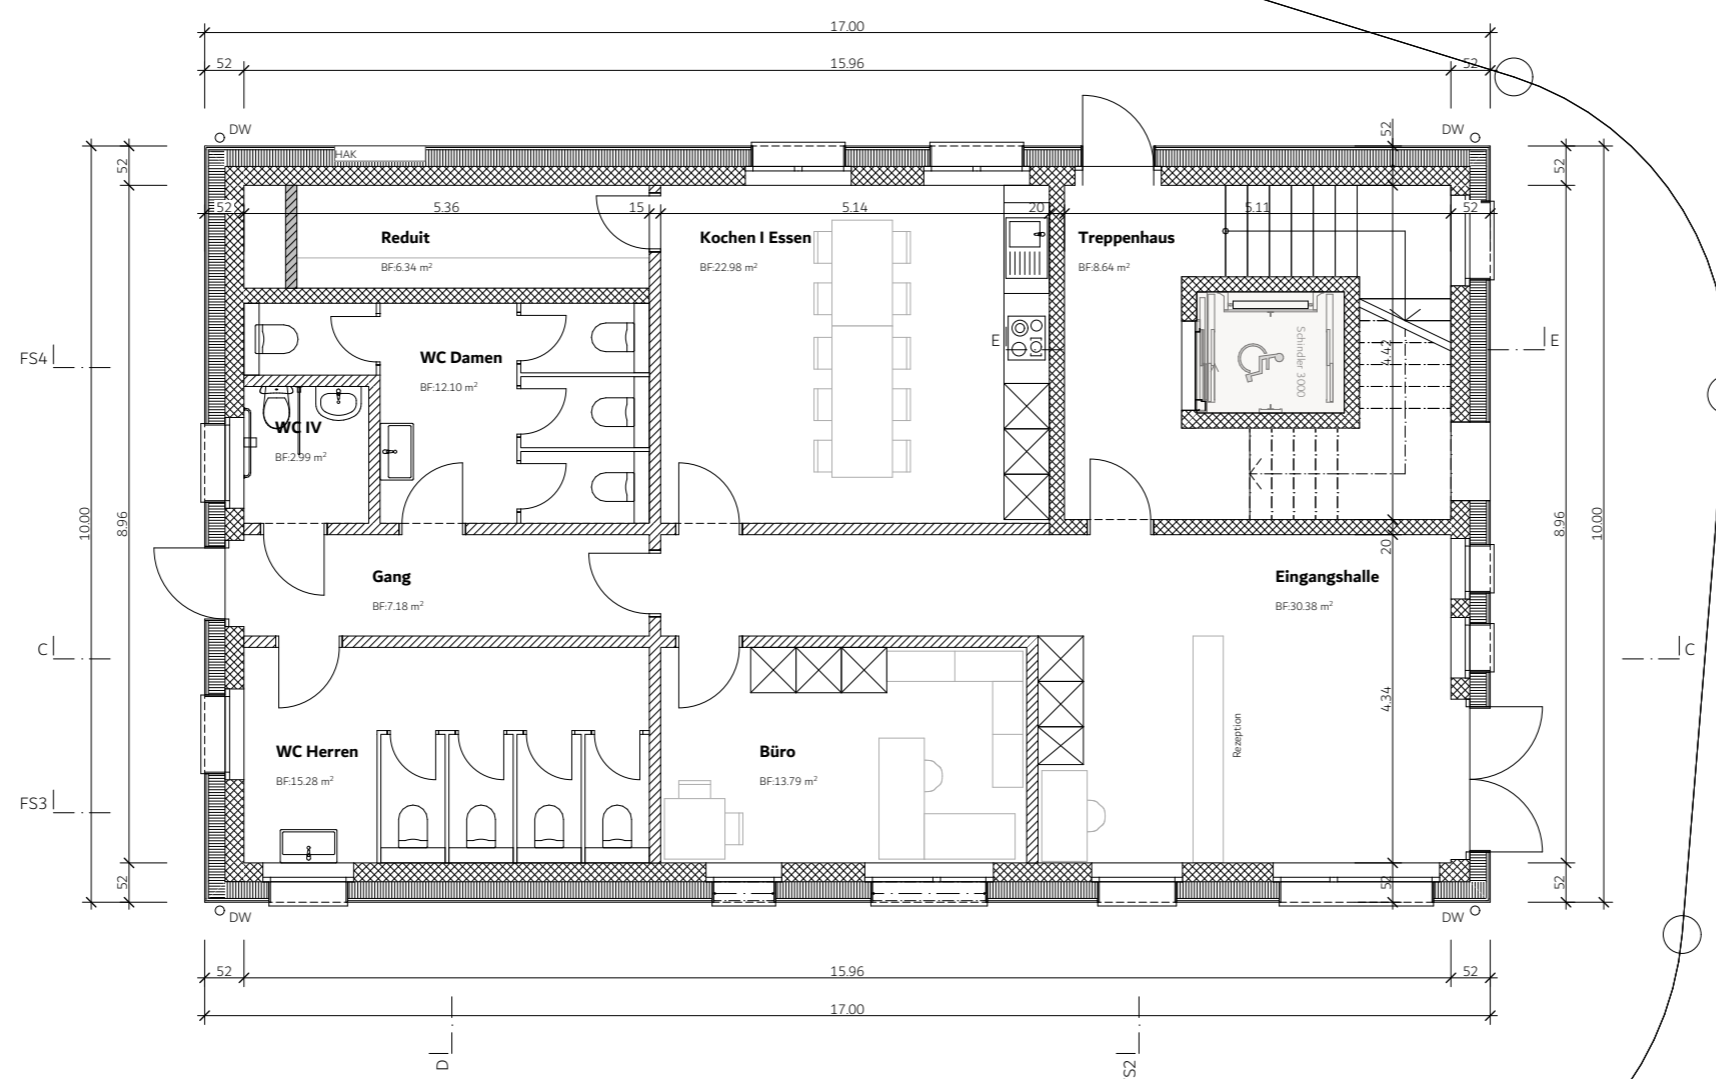 17.00
52 15.96 52
DW DW
HAK
52 52 52
52 5.36 15 5.14 20 5.11 52
Reduit Kochen I Essen Treppenhaus
BF:6.34 m² BF:22.98 m² BF:8.64 m²
E E
Schindler 3000
4.42
FS4 WC Damen
BF:12.10 m²
WC IV
BF:2.99 m²
10.00 8.96 8.96 10.00
20
Gang Eingangshalle
BF:7.18 m² BF:30.38 m²
C C
4.34
Rezeption
WC Herren Büro
BF:15.28 m² BF:13.79 m²
FS3
52 52 52
DW DW
52 15.96 52
17.00
D S2